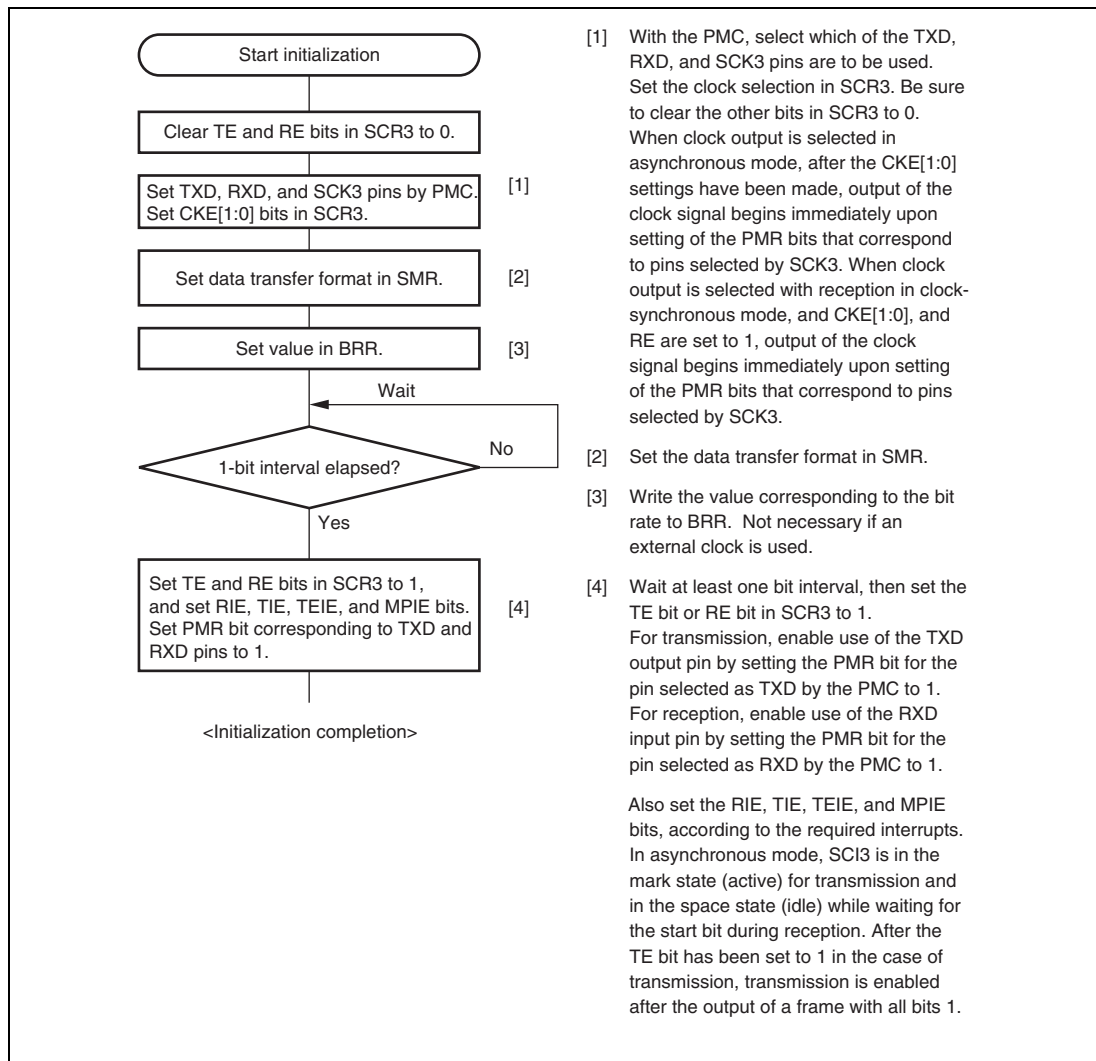 Start initialization
Clear TE and RE bits in SCR3 to 0.
Set TXD, RXD, and SCK3 pins by PMC.
Set CKE[1:0] bits in SCR3.
[1]
Set data transfer format in SMR.
[2]
Set value in BRR.
[3]
Wait
1-bit interval elapsed?
No
Yes
Set TE and RE bits in SCR3 to 1,
and set RIE, TIE, TEIE, and MPIE bits.
Set PMR bit corresponding to TXD and
RXD pins to 1.
[4]
<Initialization completion>
[1] With the PMC, select which of the TXD,
RXD, and SCK3 pins are to be used.
Set the clock selection in SCR3. Be sure
to clear the other bits in SCR3 to 0.
When clock output is selected in
asynchronous mode, after the CKE[1:0]
settings have been made, output of the
clock signal begins immediately upon
setting of the PMR bits that correspond
to pins selected by SCK3. When clock
output is selected with reception in clock-
synchronous mode, and CKE[1:0], and
RE are set to 1, output of the clock
signal begins immediately upon setting
of the PMR bits that correspond to pins
selected by SCK3.
[2] Set the data transfer format in SMR.
[3] Write the value corresponding to the bit
rate to BRR. Not necessary if an
external clock is used.
[4] Wait at least one bit interval, then set the
TE bit or RE bit in SCR3 to 1.
For transmission, enable use of the TXD
output pin by setting the PMR bit for the
pin selected as TXD by the PMC to 1.
For reception, enable use of the RXD
input pin by setting the PMR bit for the
pin selected as RXD by the PMC to 1.
Also set the RIE, TIE, TEIE, and MPIE
bits, according to the required interrupts.
In asynchronous mode, SCI3 is in the
mark state (active) for transmission and
in the space state (idle) while waiting for
the start bit during reception. After the
TE bit has been set to 1 in the case of
transmission, transmission is enabled
after the output of a frame with all bits 1.